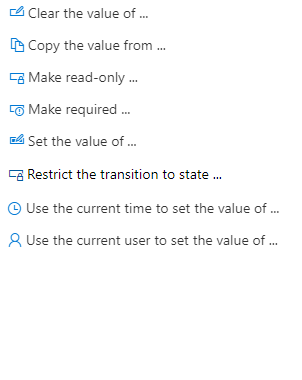 Clear the value of ...
Copy the value from ...
Make read-only ...
Make required ...
Set the value of ...
Restrict the transition to state ...
Use the current time to set the value of ...
Use the current user to set the value of ...